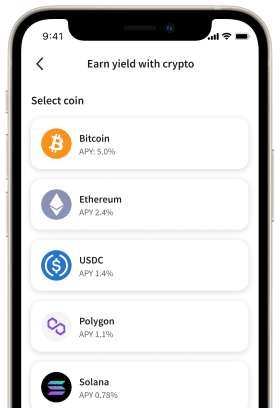 9:41
Earn yield with crypto
Select coin
Bitcoin
APY: 5.0%
Ethereum
APY 2.4%
USDC
APY 1.4%
Polygon
APY 1.1%
Solana
APY 0.78%